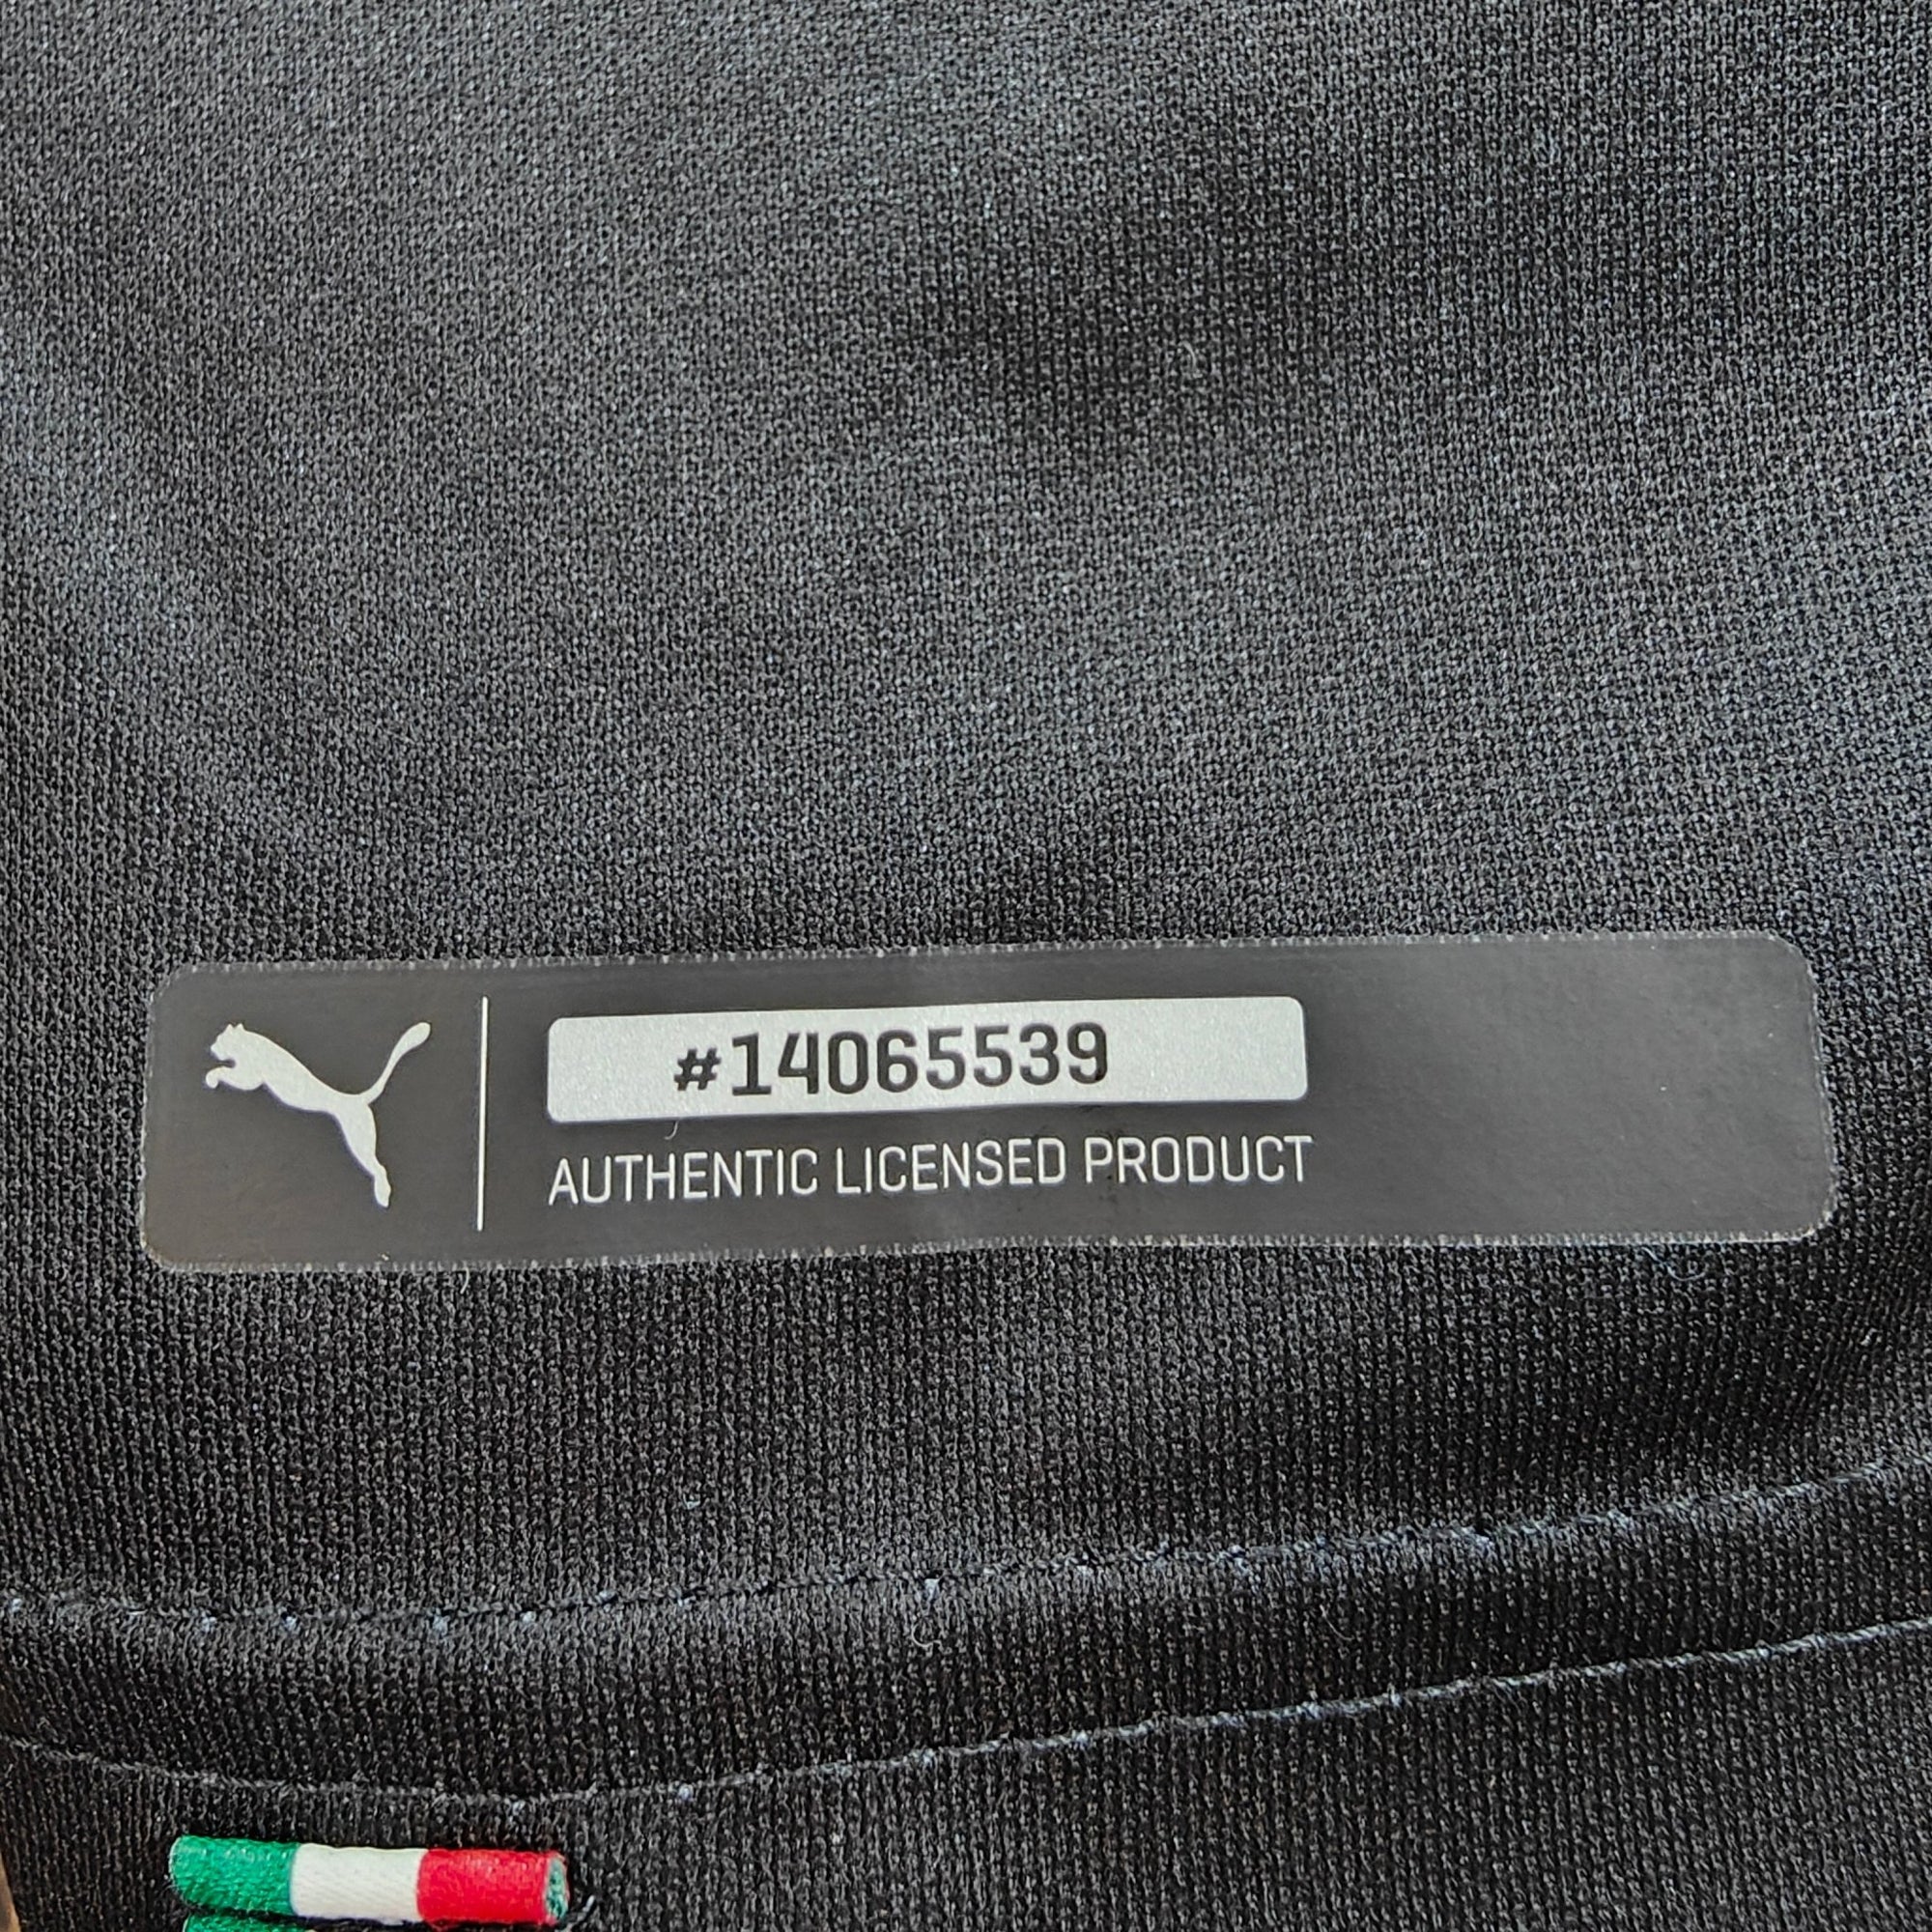 #14065539
AUTHENTIC LICENSED PRODUCT